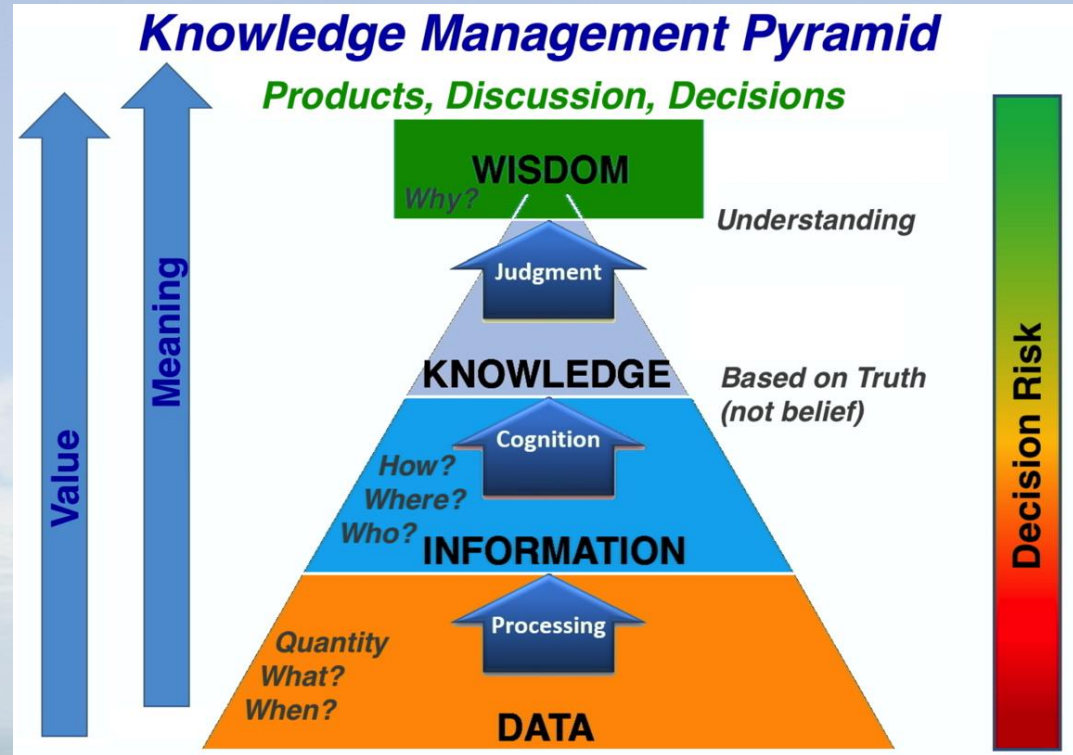 Knowledge Management Pyramid
Products, Discussion, Decisions
WISDOM
Why?
Understanding
Judgment
KNOWLEDGE
Based on Truth
(not belief)
Cognition
How?
Where?
Who?
INFORMATION
Processing
Quantity
What?
When?
DATA
Value
Meaning
Decision Risk